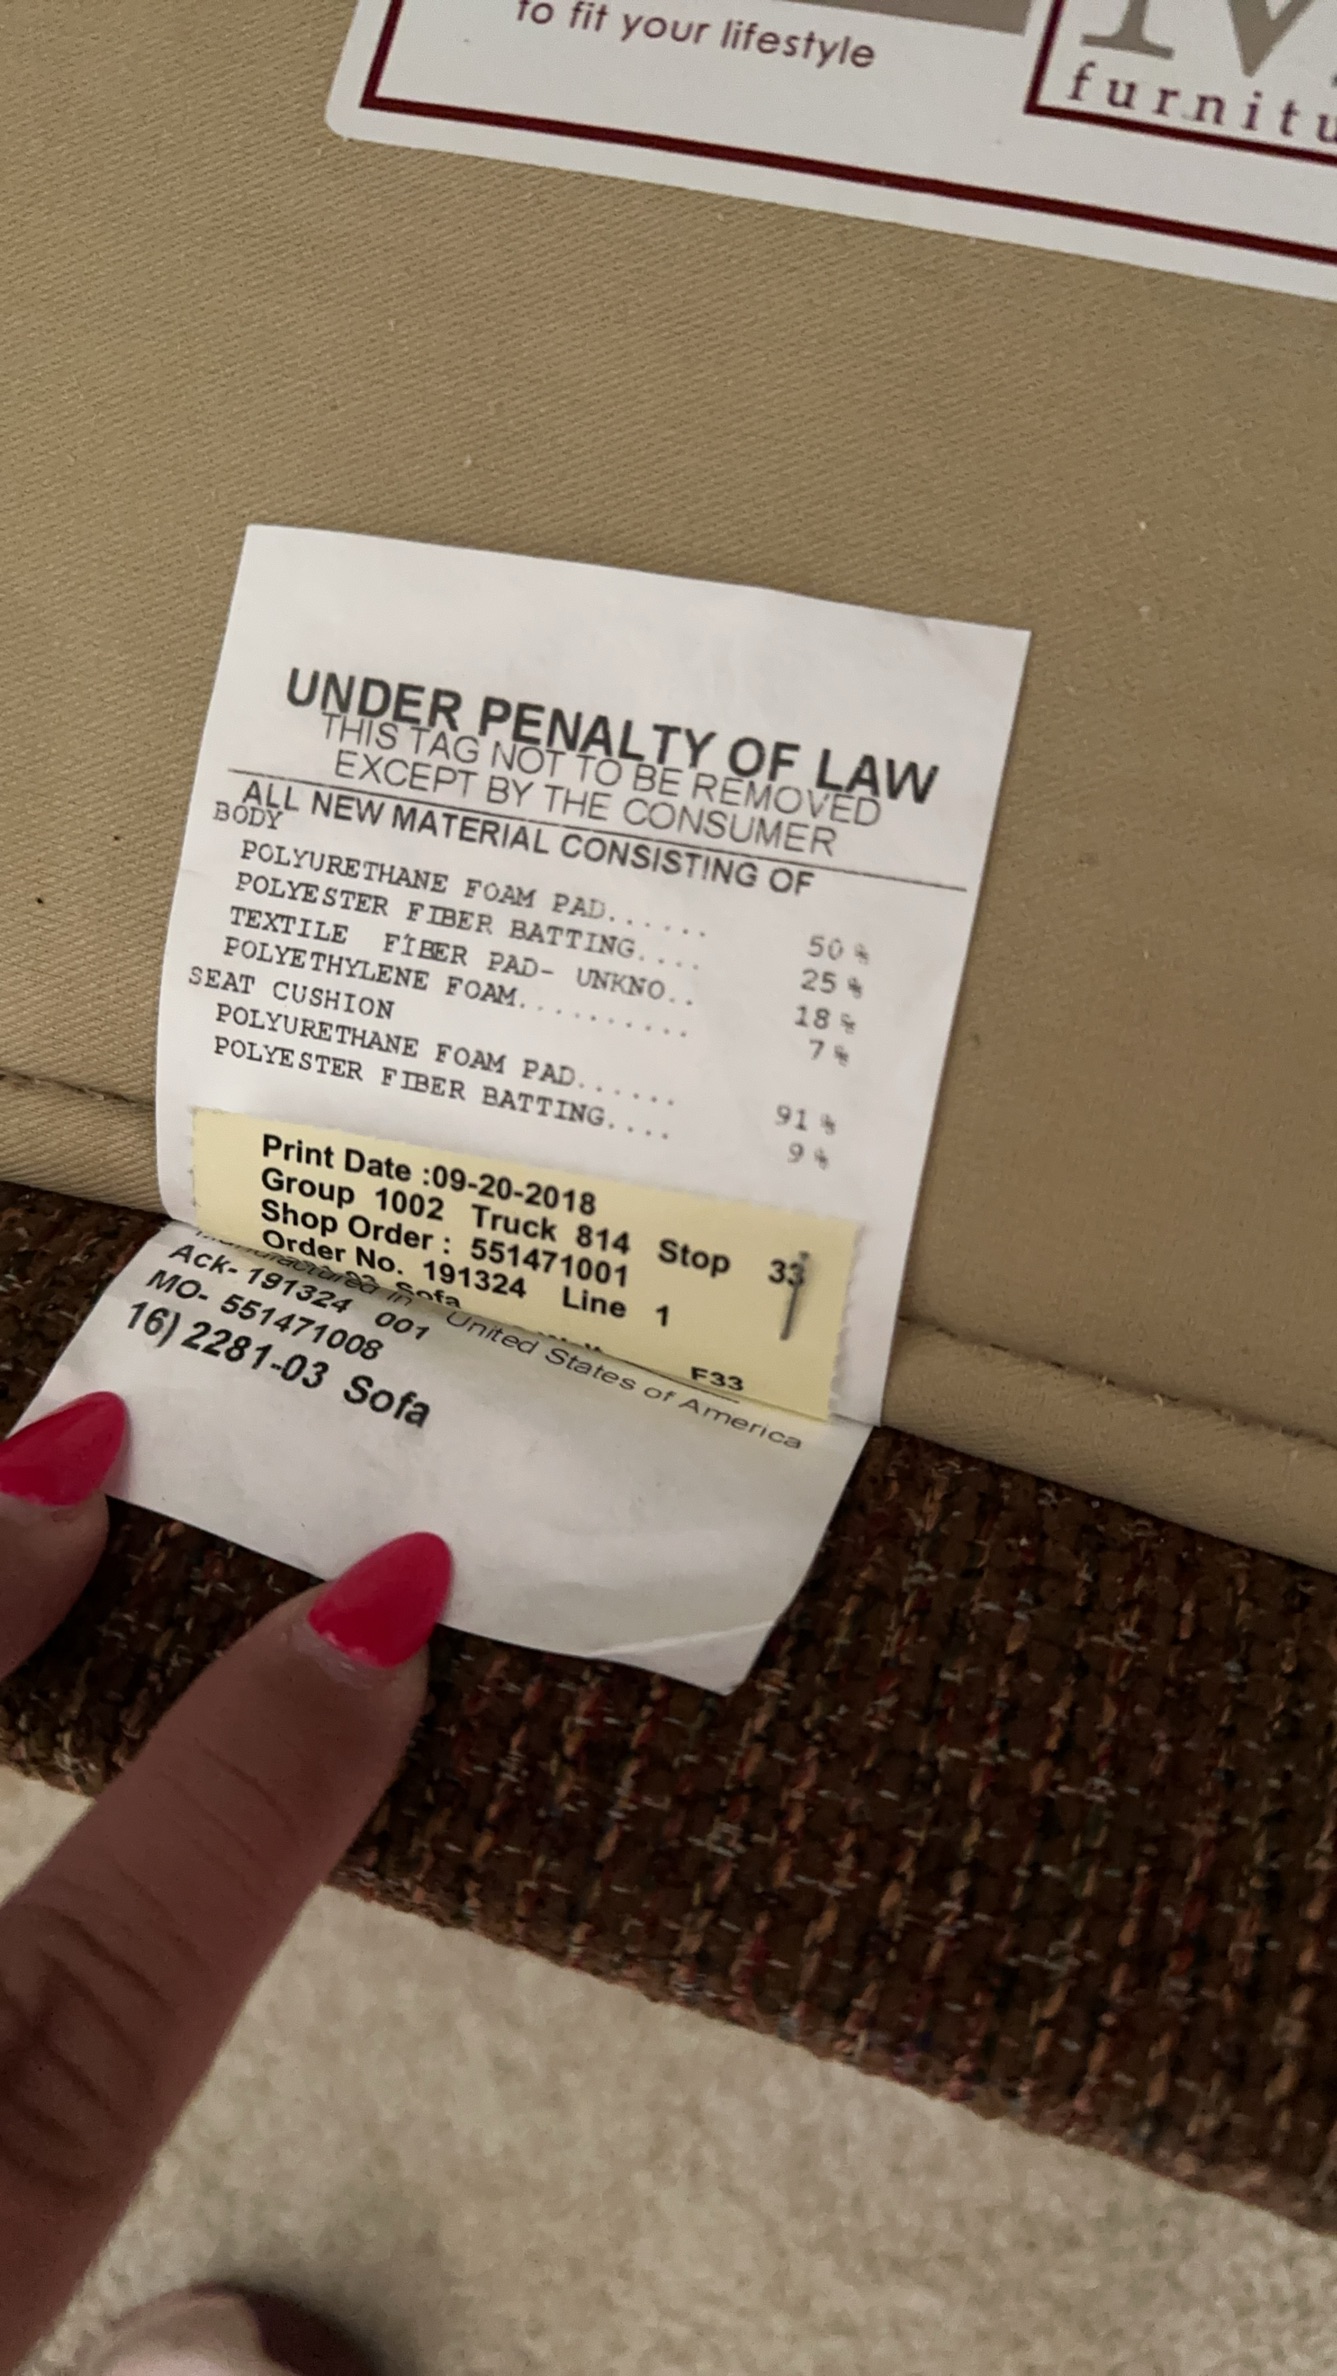 to fit your lifestyle
furnitu
UNDER PENALTY OF LAW
THIS TAG NOT TO BE REMOVED
EXCEPT BY THE CONSUMER
ALL NEW MATERIAL CONSISTING OF
BODY
POLYURETHANE FOAM PAD...... 50 %
POLYESTER FIBER BATTING.... 25 %
TEXTILE FIBER PAD- UNKNO.. 18 %
POLYETHYLENE FOAM.......... 7 %
SEAT CUSHION
POLYURETHANE FOAM PAD...... 91 %
POLYESTER FIBER BATTING.... 9 %
Print Date :09-20-2018
Group 1002 Truck 814 Stop 33
Shop Order : 551471001
Order No. 191324 Line 1
Sofa
F33
Manufactured in United States of America
Ack- 191324 001
MO- 551471008
16) 2281-03 Sofa